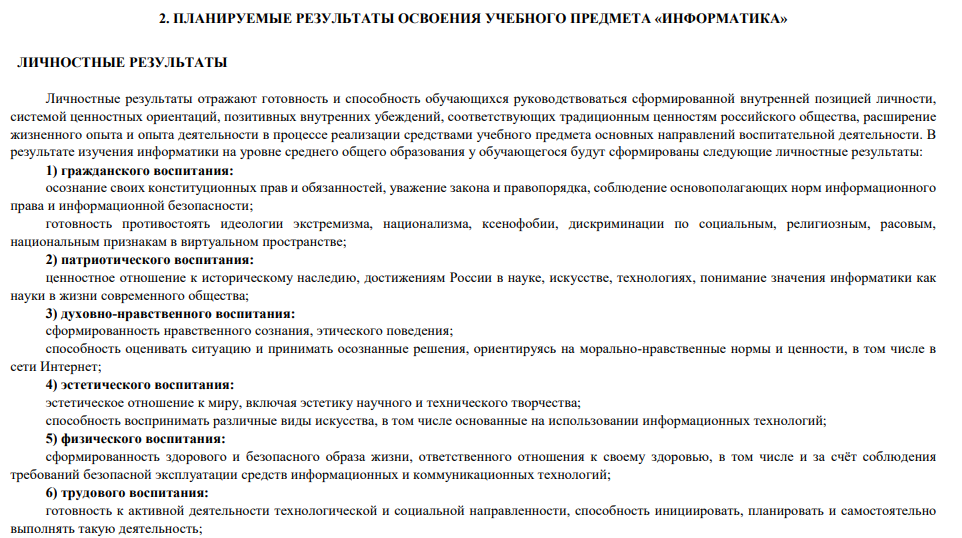 2. ПЛАНИРУЕМЫЕ РЕЗУЛЬТАТЫ ОСВОЕНИЯ УЧЕБНОГО ПРЕДМЕТА «ИНФОРМАТИКА»
ЛИЧНОСТНЫЕ РЕЗУЛЬТАТЫ
Личностные результаты отражают готовность и способность обучающихся руководствоваться сформированной внутренней позицией личности,
системой ценностных ориентаций, позитивных внутренних убеждений, соответствующих традиционным ценностям российского общества, расширение
жизненного опыта и опыта деятельности в процессе реализации средствами учебного предмета основных направлений воспитательной деятельности. В
результате изучения информатики на уровне среднего общего образования у обучающегося будут сформированы следующие личностные результаты:
1) гражданского воспитания:
осознание своих конституционных прав и обязанностей, уважение закона и правопорядка, соблюдение основополагающих норм информационного
права и информационной безопасности;
готовность противостоять идеологии экстремизма, национализма, ксенофобии, дискриминации по социальным, религиозным, расовым,
национальным признакам в виртуальном пространстве;
2) патриотического воспитания:
ценностное отношение к историческому наследию, достижениям России в науке, искусстве, технологиях, понимание значения информатики как
науки в жизни современного общества;
3) духовно-нравственного воспитания:
сформированность нравственного сознания, этического поведения;
способность оценивать ситуацию и принимать осознанные решения, ориентируясь на морально-нравственные нормы и ценности, в том числе в
сети Интернет;
4) эстетического воспитания:
эстетическое отношение к миру, включая эстетику научного и технического творчества;
способность воспринимать различные виды искусства, в том числе основанные на использовании информационных технологий;
5) физического воспитания:
сформированность здорового и безопасного образа жизни, ответственного отношения к своему здоровью, в том числе и за счёт соблюдения
требований безопасной эксплуатации средств информационных и коммуникационных технологий;
6) трудового воспитания:
готовность к активной деятельности технологической и социальной направленности, способность инициировать, планировать и самостоятельно
выполнять такую деятельность;